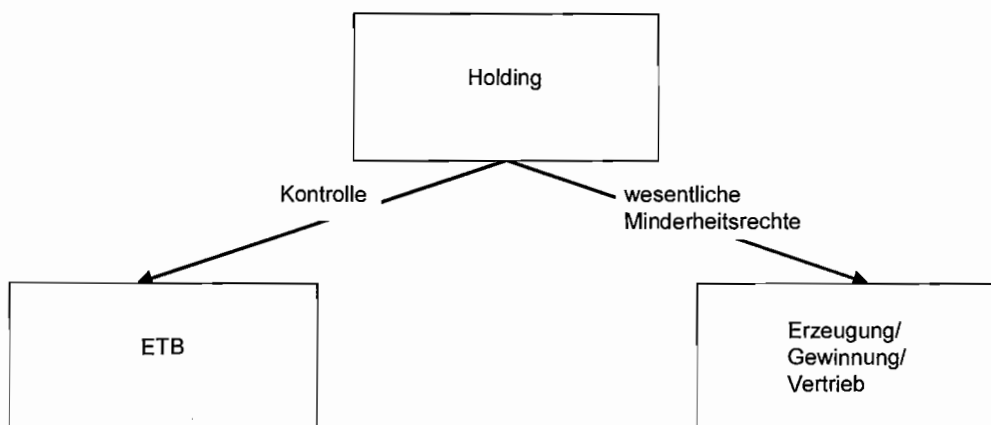 Holding
Kontrolle
wesentliche
Minderheitsrechte
ETB
Erzeugung/
Gewinnung/
Vertrieb